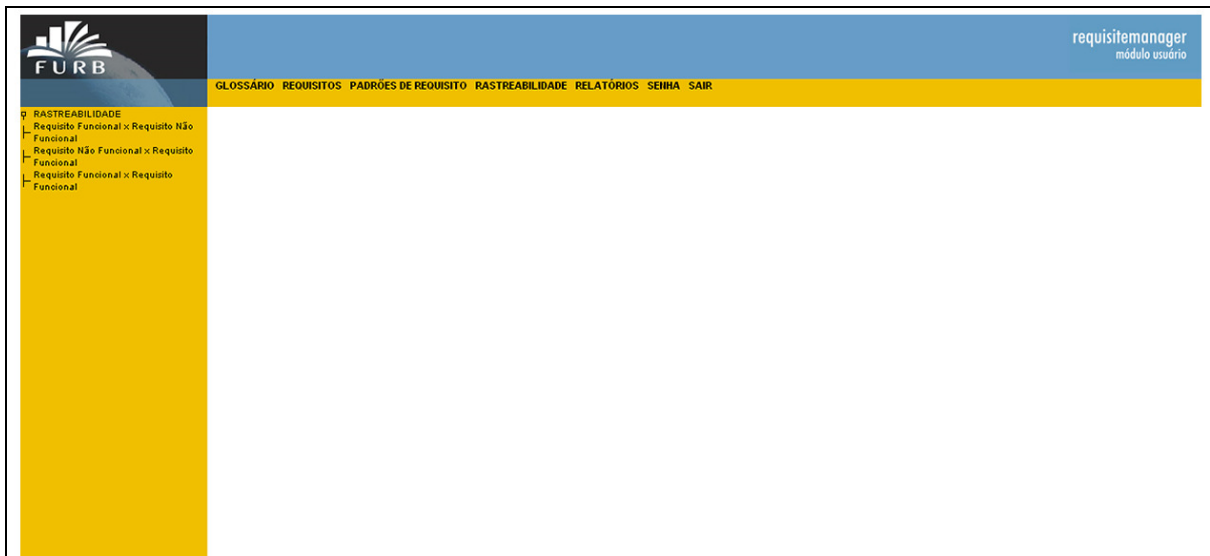 FURB
requisitemanager
módulo usuário
GLOSSÁRIO REQUISITOS PADRÕES DE REQUISITO RASTREABILIDADE RELATÓRIOS SENHA SAIR
RASTREABILIDADE
Requisito Funcional x Requisito Não
Funcional
Requisito Não Funcional x Requisito
Funcional
Requisito Funcional x Requisito
Funcional